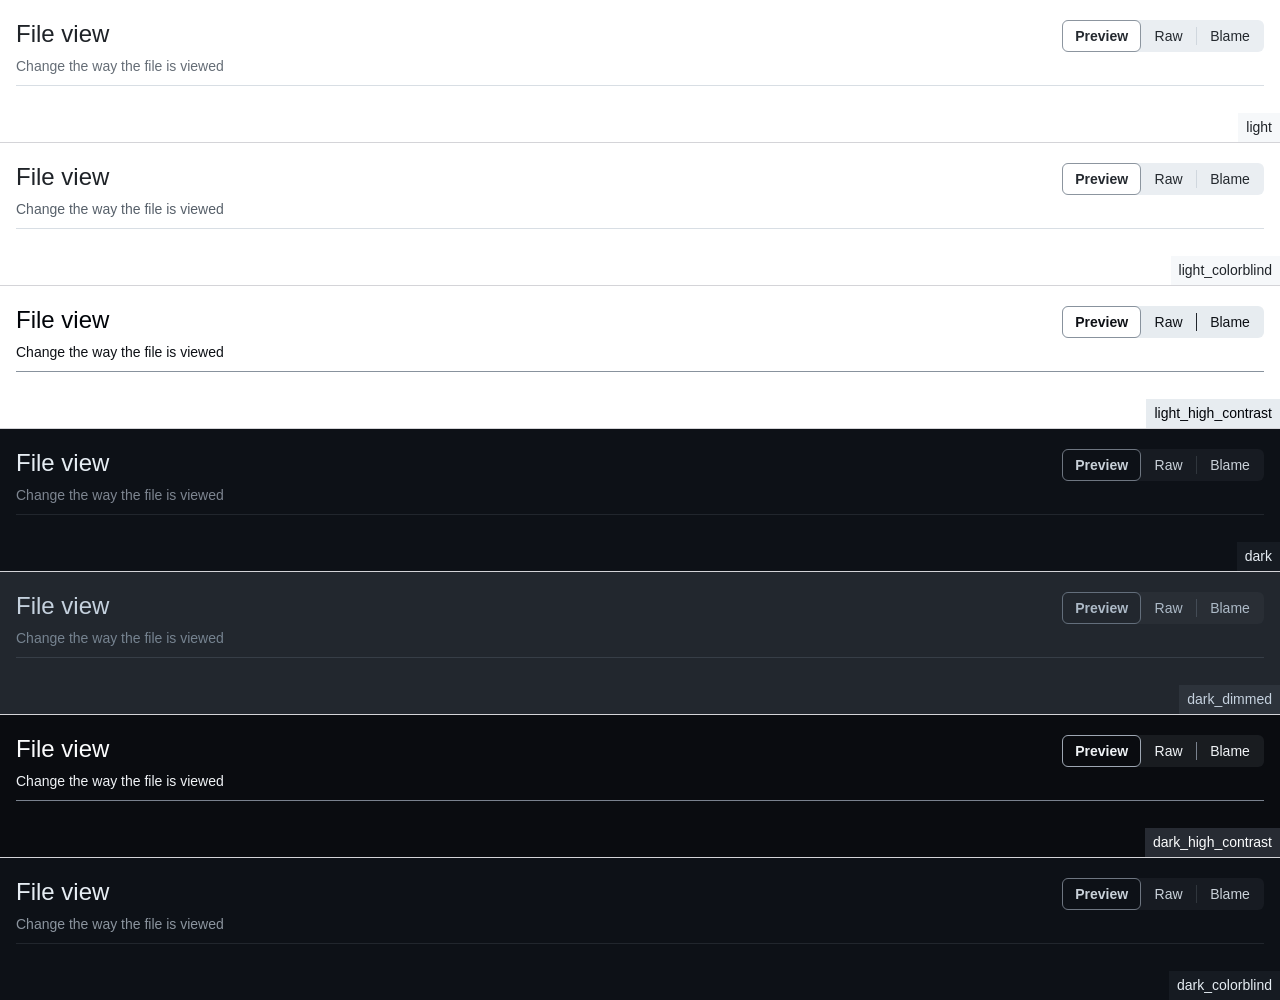 File view
Preview Raw Blame
Change the way the file is viewed
light
File view
Preview Raw Blame
Change the way the file is viewed
light_colorblind
File view
Preview Raw Blame
Change the way the file is viewed
light_high_contrast
File view
Preview Raw Blame
Change the way the file is viewed
dark
File view
Preview Raw Blame
Change the way the file is viewed
dark_dimmed
File view
Preview Raw Blame
Change the way the file is viewed
dark_high_contrast
File view
Preview Raw Blame
Change the way the file is viewed
dark_colorblind